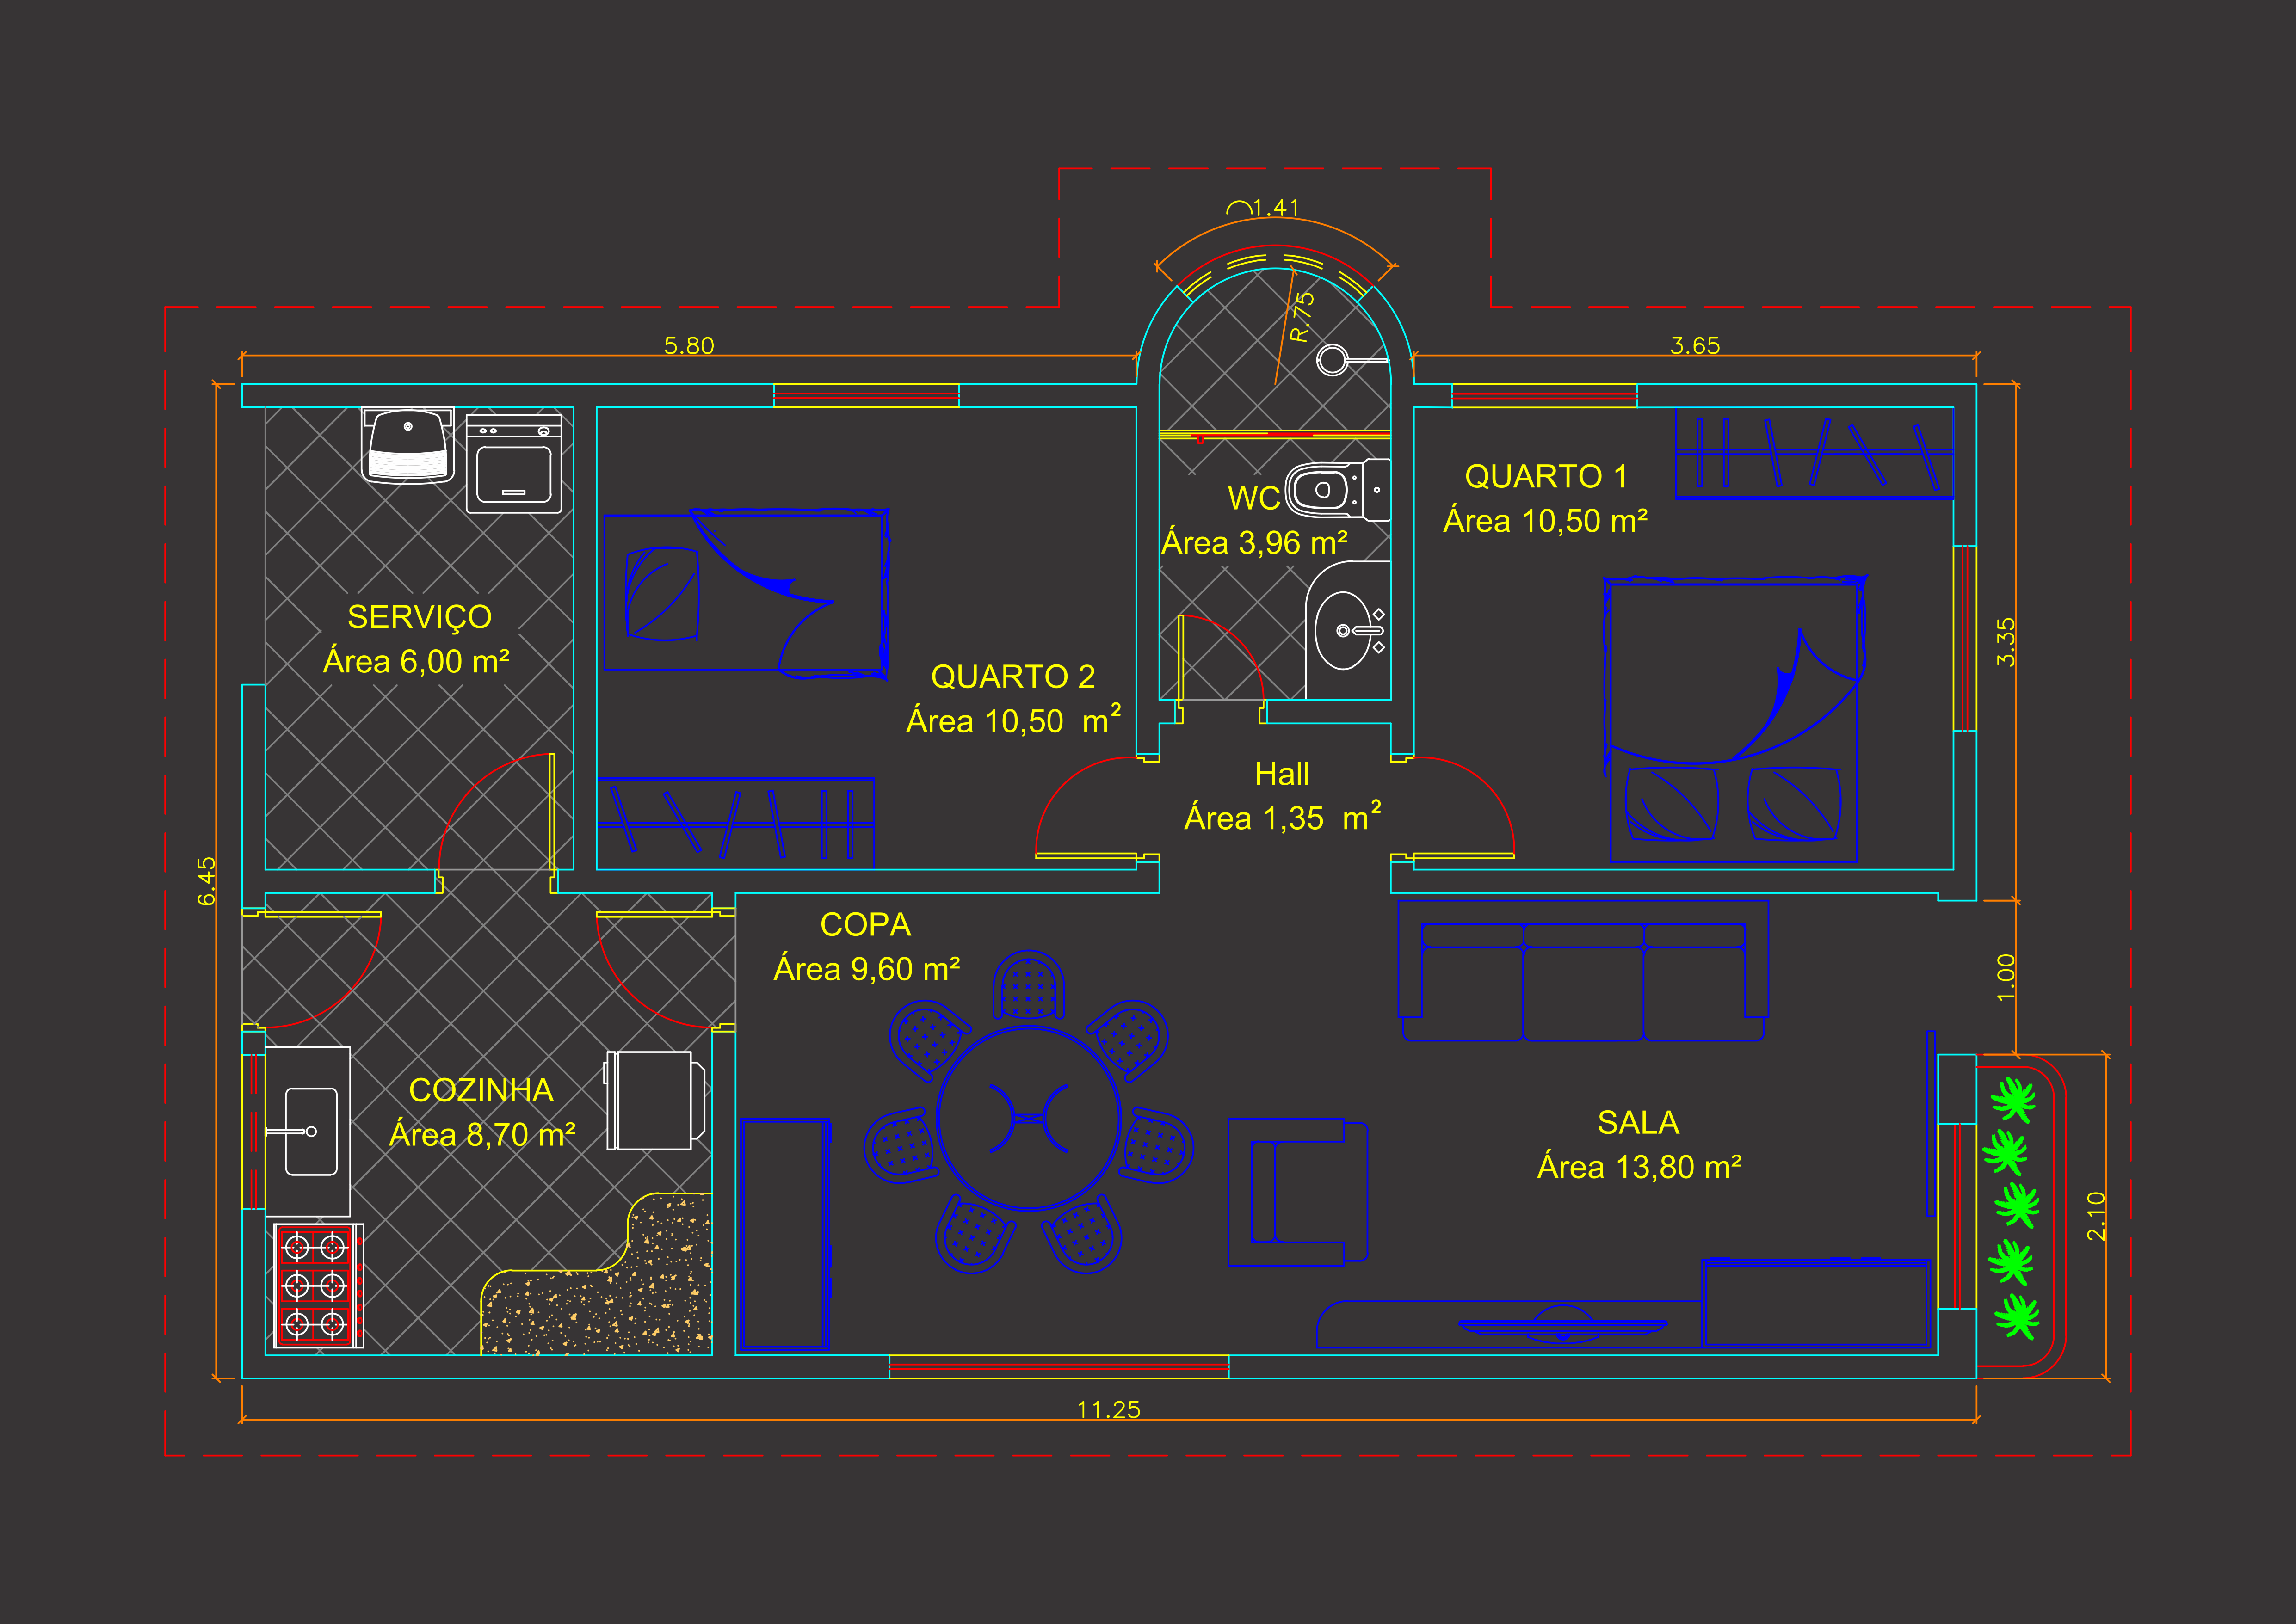 ⌒1.41
R.75
5.80
3.65
QUARTO 1
Área 10,50 m²
WC
Área 3,96 m²
SERVIÇO
Área 6,00 m²
3.35
QUARTO 2
Área 10,50 m²
Hall
Área 1,35 m²
6.45
COPA
Área 9,60 m²
1.00
COZINHA
Área 8,70 m²
SALA
Área 13,80 m²
2.10
11.25